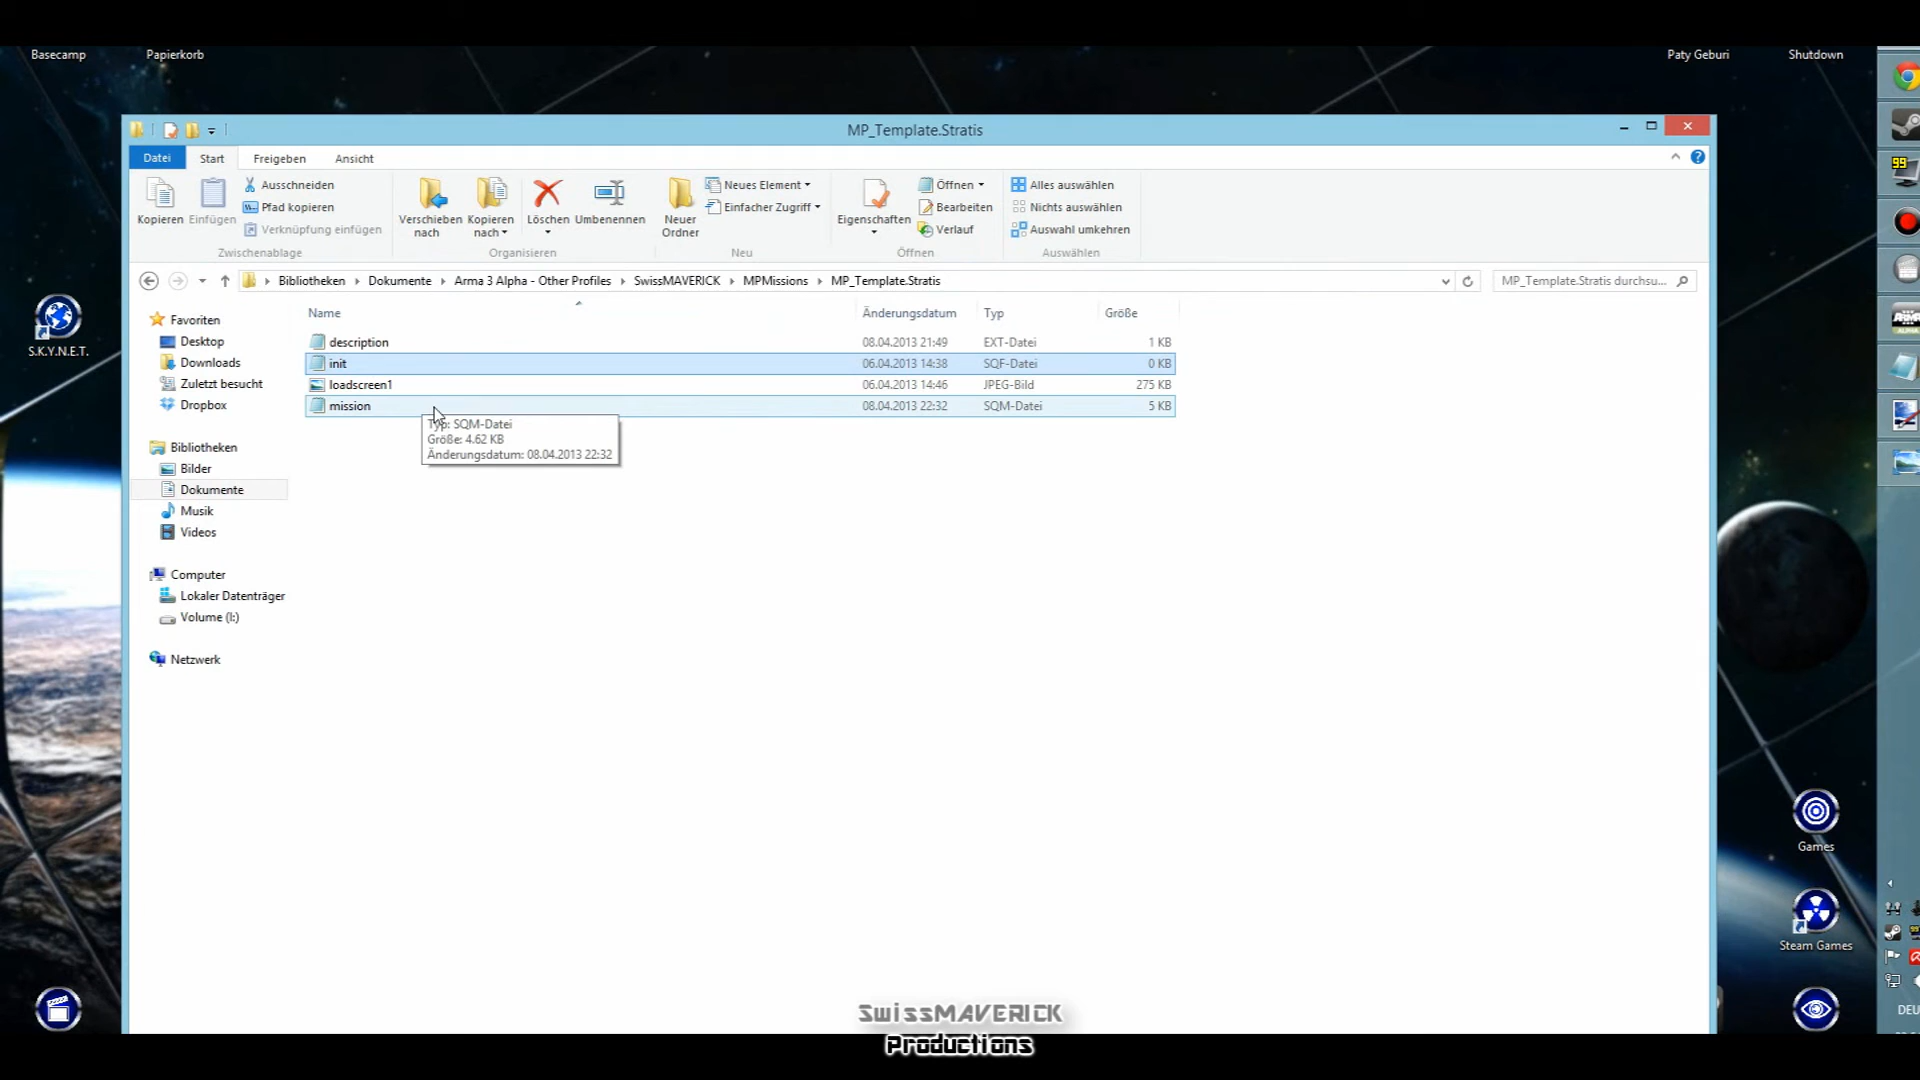 Basecamp
Papierkorb
Paty Geburi
Shutdown
MP_Template.Stratis
Datei
Start
Freigeben
Ansicht
Kopieren
Einfügen
Ausschneiden
Pfad kopieren
Verknüpfung einfügen
Zwischenablage
Verschieben
nach
Kopieren
nach
Löschen
Umbenennen
Organisieren
Neuer
Ordner
Neues Element
Einfacher Zugriff
Neu
Eigenschaften
Öffnen
Bearbeiten
Verlauf
Öffnen
Alles auswählen
Nichts auswählen
Auswahl umkehren
Auswählen
Bibliotheken
Dokumente
Arma 3 Alpha - Other Profiles
SwissMAVERICK
MPMissions
MP_Template.Stratis
MP_Template.Stratis durchsu...
Name
Änderungsdatum
Typ
Größe
description 08.04.2013 21:49 EXT-Datei 1 KB
init 06.04.2013 14:38 SQF-Datei 0 KB
loadscreen1 06.04.2013 14:46 JPEG-Bild 275 KB
mission 08.04.2013 22:32 SQM-Datei 5 KB
Typ: SQM-Datei
Größe: 4.62 KB
Änderungsdatum: 08.04.2013 22:32
Favoriten
Desktop
Downloads
Zuletzt besucht
Dropbox
Bibliotheken
Bilder
Dokumente
Musik
Videos
Computer
Lokaler Datenträger
Volume (I:)
Netzwerk
S.K.Y.N.E.T.
99
Games
Steam Games
DEU
SwissMAVERICK
Productions